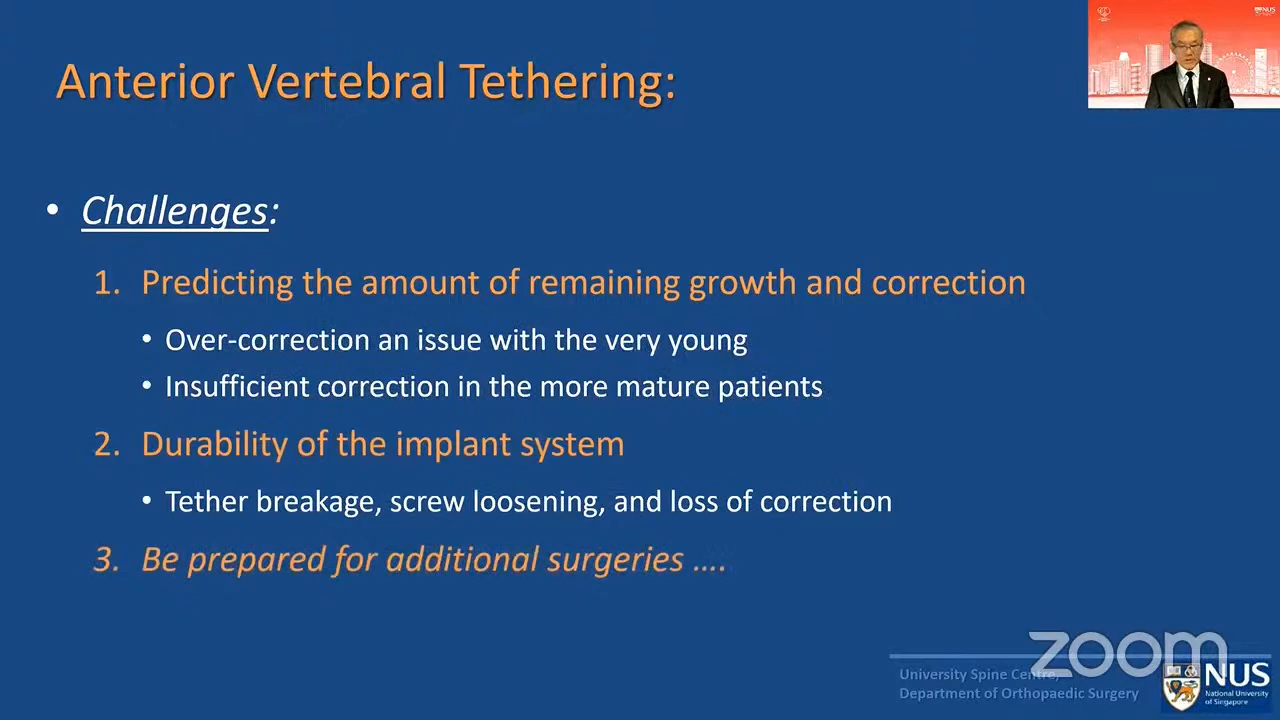 NUS
Anterior Vertebral Tethering:
• Challenges:
1. Predicting the amount of remaining growth and correction
• Over-correction an issue with the very young
• Insufficient correction in the more mature patients
2. Durability of the implant system
• Tether breakage, screw loosening, and loss of correction
3. Be prepared for additional surgeries ….
zoom
University Spine Centre,
Department of Orthopaedic Surgery
NUS
National University
of Singapore